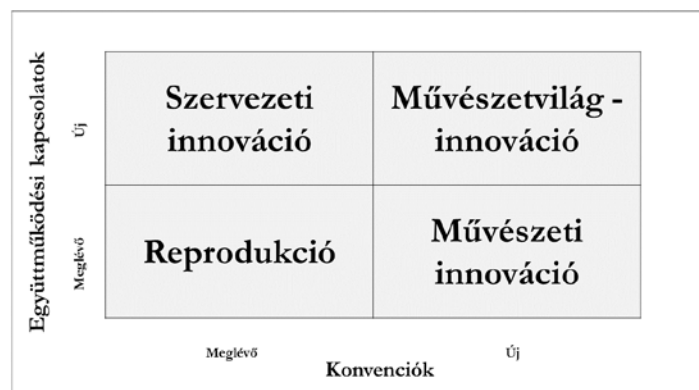 Együttműködési kapcsolatok
Új
Szervezeti
innováció
Művészetvilág -
innováció
Meglévő
Reprodukció
Művészeti
innováció
Meglévő
Új
Konvenciók